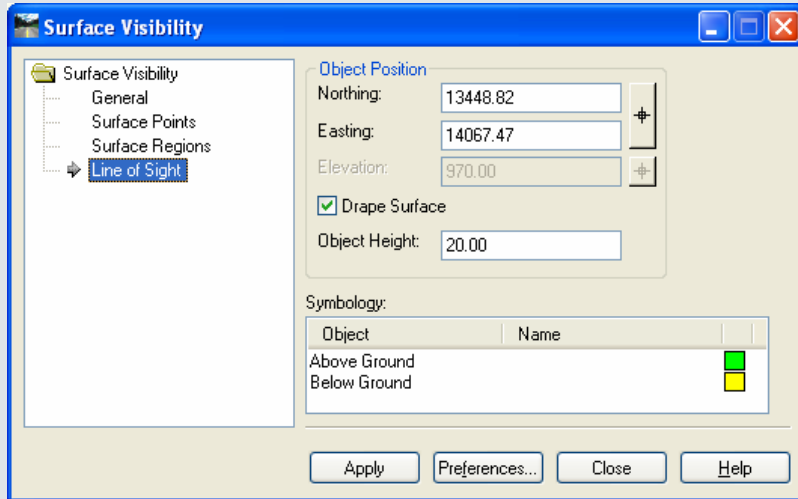 Surface Visibility
Surface Visibility
General
Surface Points
Surface Regions
Line of Sight
Object Position
Northing: 13448.82
Easting: 14067.47
Elevation: 970.00
Drape Surface
Object Height: 20.00
Symbology:
Object Name
Above Ground
Below Ground
Apply Preferences... Close Help